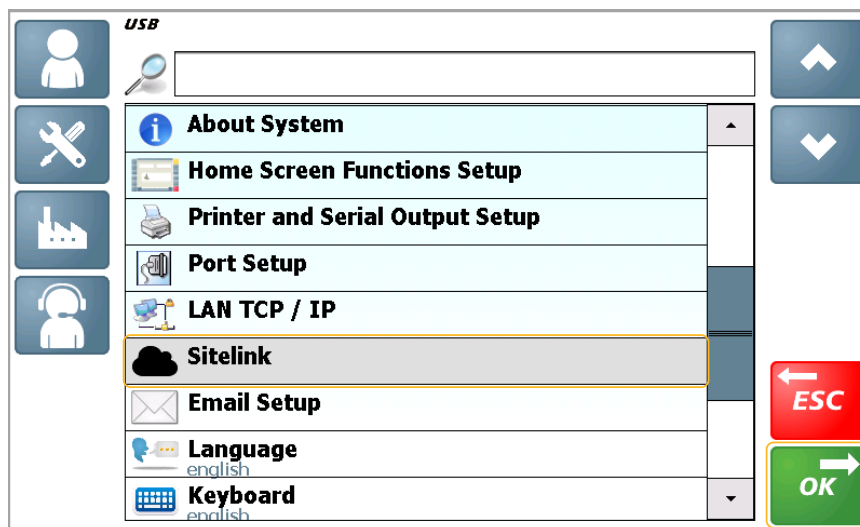 USB
About System
Home Screen Functions Setup
Printer and Serial Output Setup
Port Setup
LAN TCP / IP
Sitelink
Email Setup
Language
english
Keyboard
english
ESC
OK